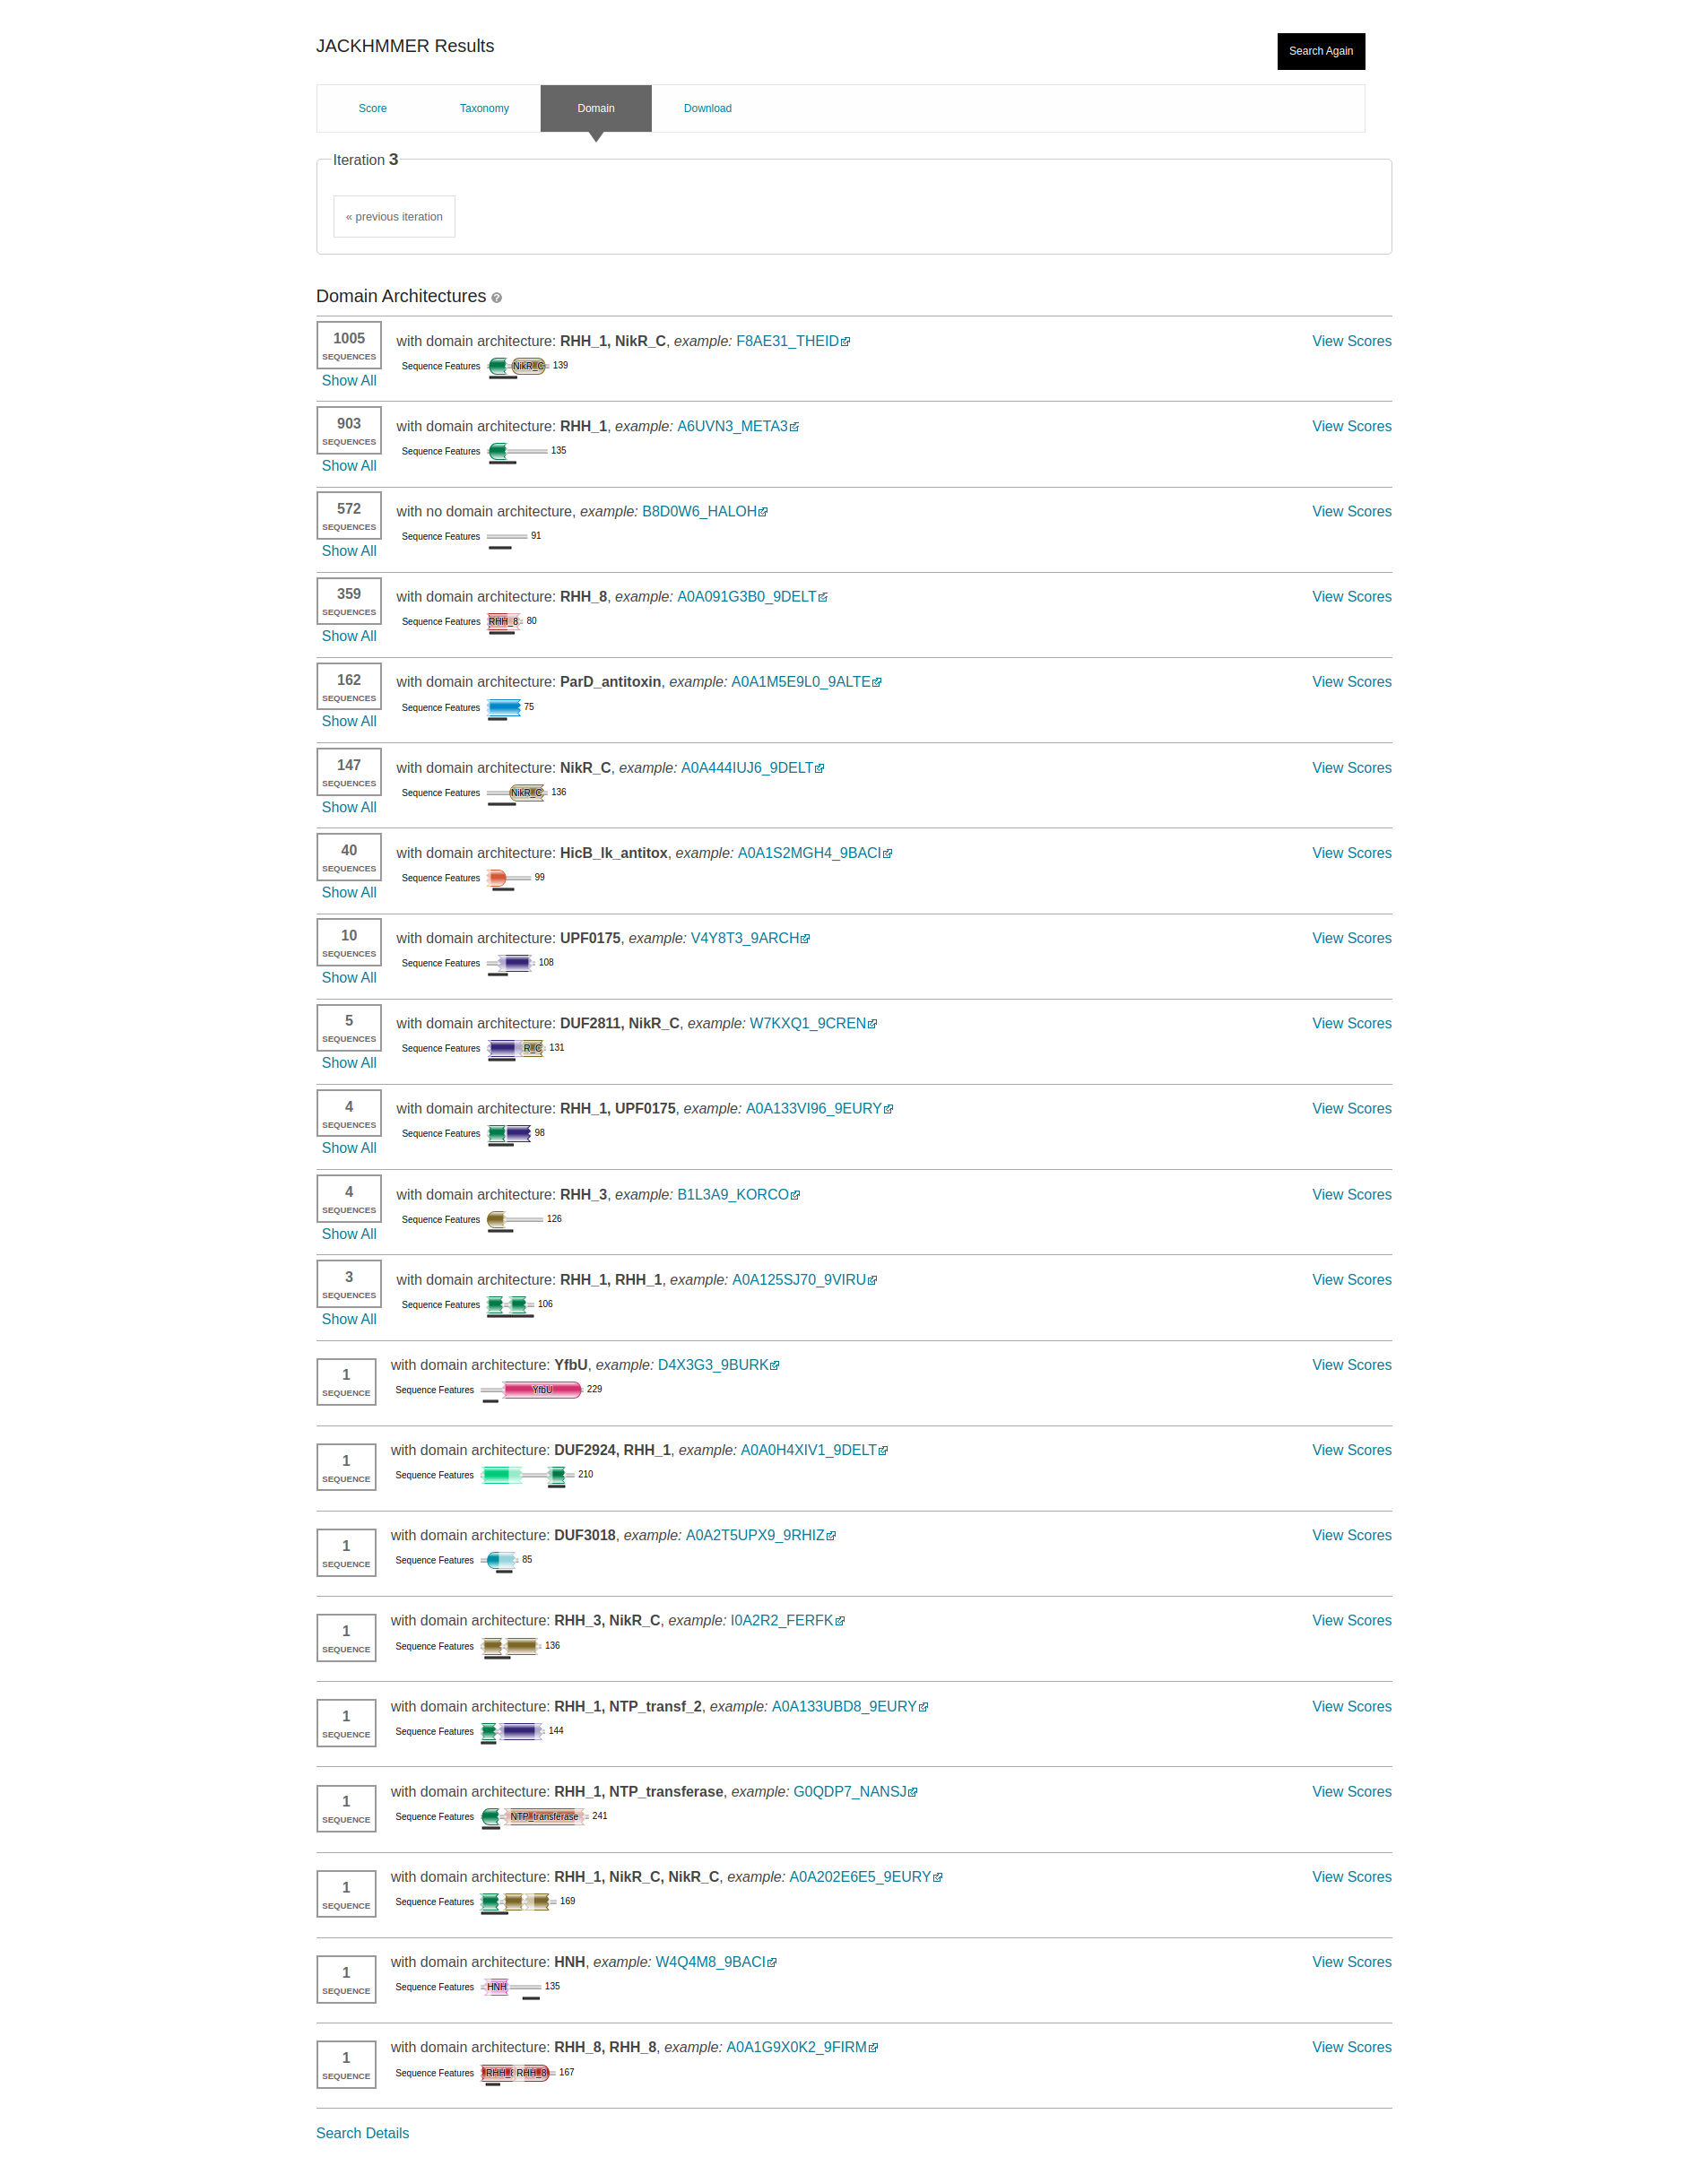 JACKHMMER Results
Search Again
Score Taxonomy Domain Download
Iteration 3
« previous iteration
Domain Architectures ?
1005 SEQUENCES Show All
with domain architecture: RHH_1, NikR_C, example: F8AE31_THEID View Scores
Sequence Features NikR_C 139
903 SEQUENCES Show All
with domain architecture: RHH_1, example: A6UVN3_META3 View Scores
Sequence Features 135
572 SEQUENCES Show All
with no domain architecture, example: B8D0W6_HALOH View Scores
Sequence Features 91
359 SEQUENCES Show All
with domain architecture: RHH_8, example: A0A091G3B0_9DELT View Scores
Sequence Features RHH_8 80
162 SEQUENCES Show All
with domain architecture: ParD_antitoxin, example: A0A1M5E9L0_9ALTE View Scores
Sequence Features 75
147 SEQUENCES Show All
with domain architecture: NikR_C, example: A0A444IUJ6_9DELT View Scores
Sequence Features NikR_C 136
40 SEQUENCES Show All
with domain architecture: HicB_lk_antitox, example: A0A1S2MGH4_9BACI View Scores
Sequence Features 99
10 SEQUENCES Show All
with domain architecture: UPF0175, example: V4Y8T3_9ARCH View Scores
Sequence Features 108
5 SEQUENCES Show All
with domain architecture: DUF2811, NikR_C, example: W7KXQ1_9CREN View Scores
Sequence Features R_C 131
4 SEQUENCES Show All
with domain architecture: RHH_1, UPF0175, example: A0A133VI96_9EURY View Scores
Sequence Features 98
4 SEQUENCES Show All
with domain architecture: RHH_3, example: B1L3A9_KORCO View Scores
Sequence Features 126
3 SEQUENCES Show All
with domain architecture: RHH_1, RHH_1, example: A0A125SJ70_9VIRU View Scores
Sequence Features 106
1 SEQUENCE
with domain architecture: YfbU, example: D4X3G3_9BURK View Scores
Sequence Features YfbU 229
1 SEQUENCE
with domain architecture: DUF2924, RHH_1, example: A0A0H4XIV1_9DELT View Scores
Sequence Features 210
1 SEQUENCE
with domain architecture: DUF3018, example: A0A2T5UPX9_9RHIZ View Scores
Sequence Features 85
1 SEQUENCE
with domain architecture: RHH_3, NikR_C, example: I0A2R2_FERFK View Scores
Sequence Features 136
1 SEQUENCE
with domain architecture: RHH_1, NTP_transf_2, example: A0A133UBD8_9EURY View Scores
Sequence Features 144
1 SEQUENCE
with domain architecture: RHH_1, NTP_transferase, example: G0QDP7_NANSJ View Scores
Sequence Features NTP_transferase 241
1 SEQUENCE
with domain architecture: RHH_1, NikR_C, NikR_C, example: A0A202E6E5_9EURY View Scores
Sequence Features 169
1 SEQUENCE
with domain architecture: HNH, example: W4Q4M8_9BACI View Scores
Sequence Features HNH 135
1 SEQUENCE
with domain architecture: RHH_8, RHH_8, example: A0A1G9X0K2_9FIRM View Scores
Sequence Features RHH_8 RHH_8 167
Search Details